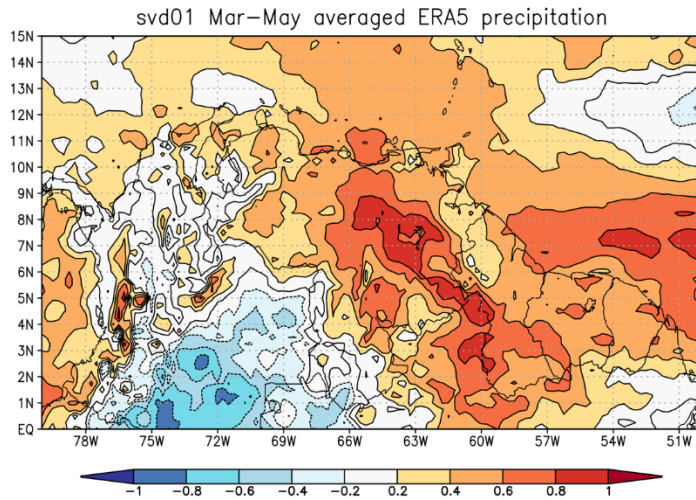 svd01 Mar-May averaged ERA5 precipitation
15N
14N
13N
12N
11N
10N
9N
8N
7N
6N
5N
4N
3N
2N
1N
EQ
78W 75W 72W 69W 66W 63W 60W 57W 54W 51W
-1 -0.8 -0.6 -0.4 -0.2 0.2 0.4 0.6 0.8 1